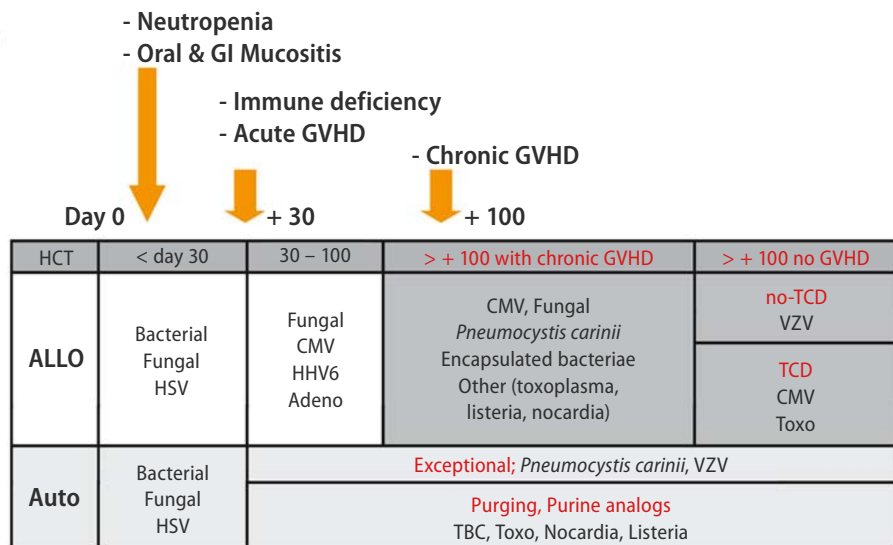 - Neutropenia
- Oral & GI Mucositis
- Immune deficiency
- Acute GVHD
- Chronic GVHD
Day 0
+ 30
+ 100
HCT
< day 30
30 – 100
> + 100 with chronic GVHD
> + 100 no GVHD
ALLO
Bacterial
Fungal
HSV
Fungal
CMV
HHV6
Adeno
CMV, Fungal
Pneumocystis carinii
Encapsulated bacteriae
Other (toxoplasma,
listeria, nocardia)
no-TCD
VZV
TCD
CMV
Toxo
Auto
Bacterial
Fungal
HSV
Exceptional; Pneumocystis carinii, VZV
Purging, Purine analogs
TBC, Toxo, Nocardia, Listeria